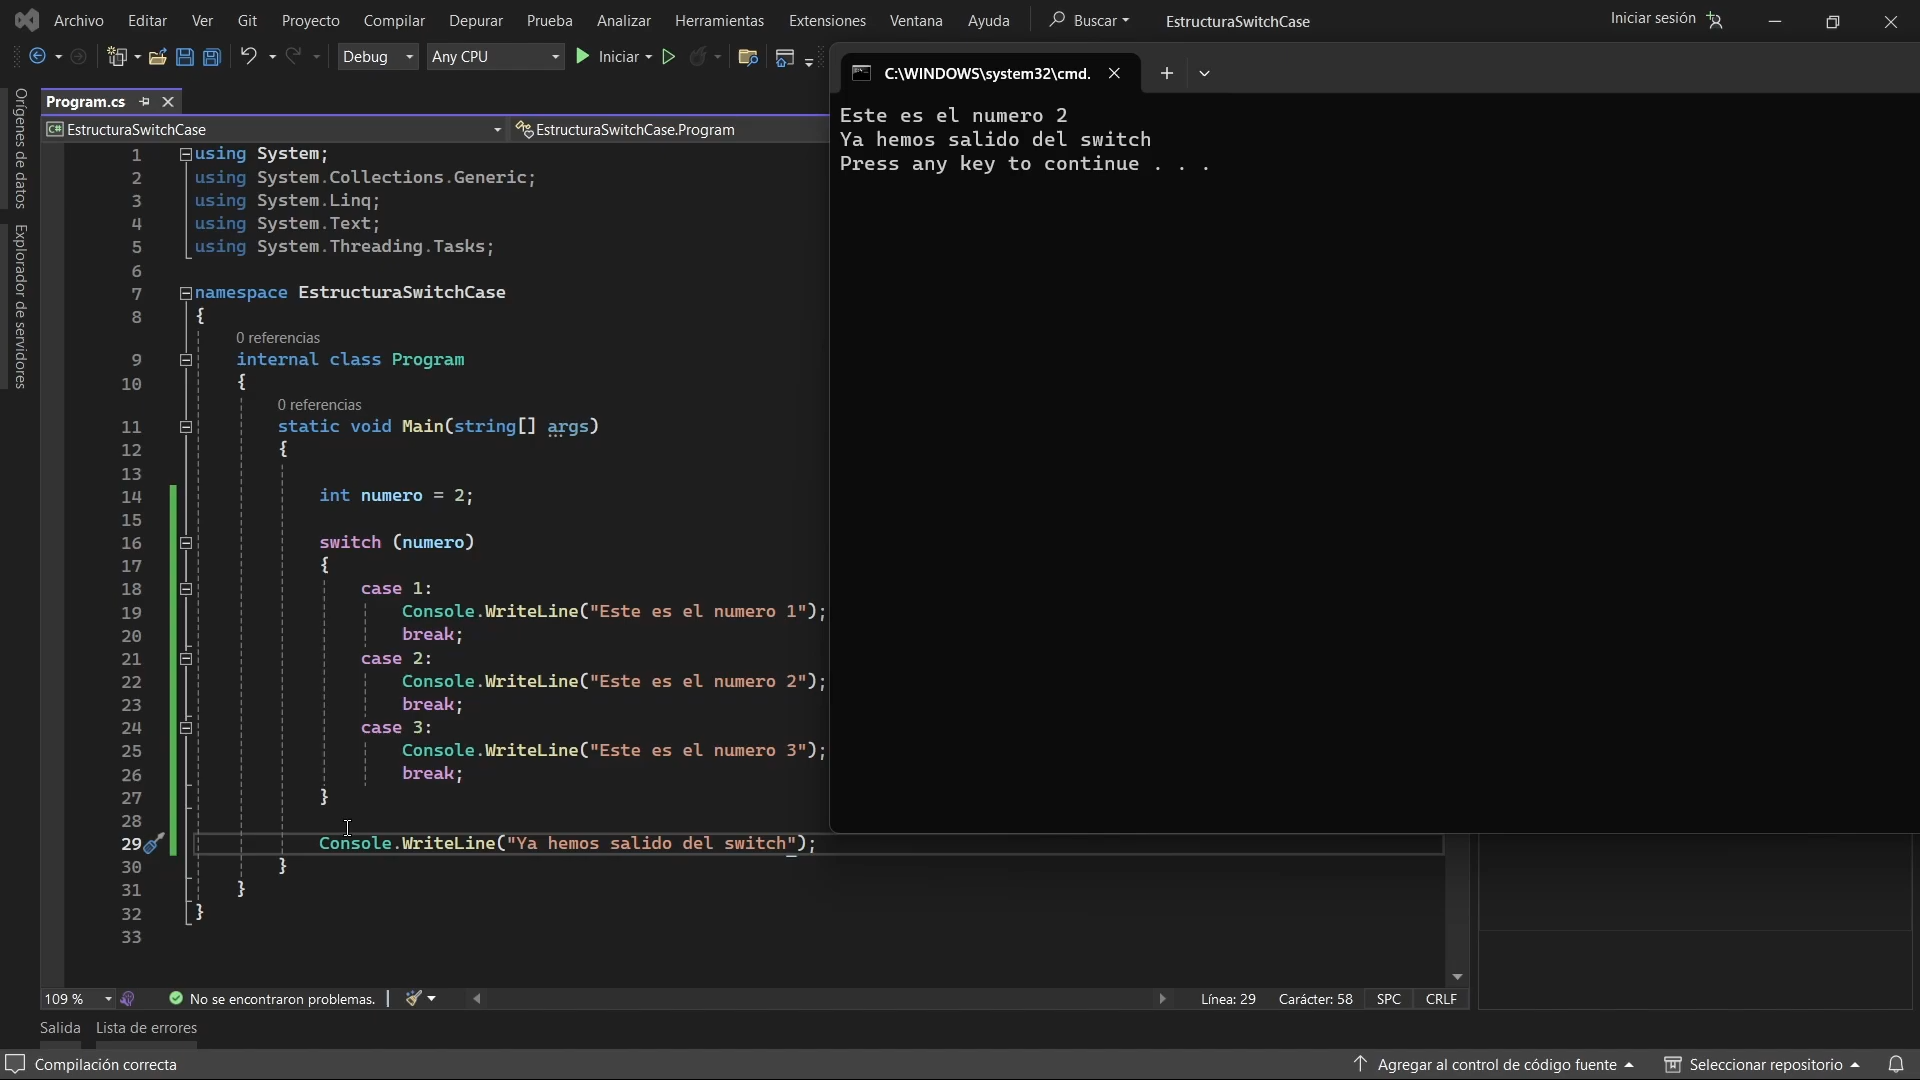 Archivo Editar Ver Git Proyecto Compilar Depurar Prueba Analizar Herramientas Extensiones Ventana Ayuda Buscar EstructuraSwitchCase Iniciar sesión
Debug Any CPU Iniciar
Orígenes de datos
Explorador de servidores
Program.cs
EstructuraSwitchCase EstructuraSwitchCase.Program
1 using System;
2 using System.Collections.Generic;
3 using System.Linq;
4 using System.Text;
5 using System.Threading.Tasks;
6
7 namespace EstructuraSwitchCase
8 {
0 referencias
9 internal class Program
10 {
0 referencias
11 static void Main(string[] args)
12 {
13
14 int numero = 2;
15
16 switch (numero)
17 {
18 case 1:
19 Console.WriteLine("Este es el numero 1");
20 break;
21 case 2:
22 Console.WriteLine("Este es el numero 2");
23 break;
24 case 3:
25 Console.WriteLine("Este es el numero 3");
26 break;
27 }
28
29 Console.WriteLine("Ya hemos salido del switch");
30 }
31 }
32 }
33
C:\WINDOWS\system32\cmd.
Este es el numero 2
Ya hemos salido del switch
Press any key to continue . . .
109 % No se encontraron problemas. Línea: 29 Carácter: 58 SPC CRLF
Salida Lista de errores
Compilación correcta Agregar al control de código fuente Seleccionar repositorio